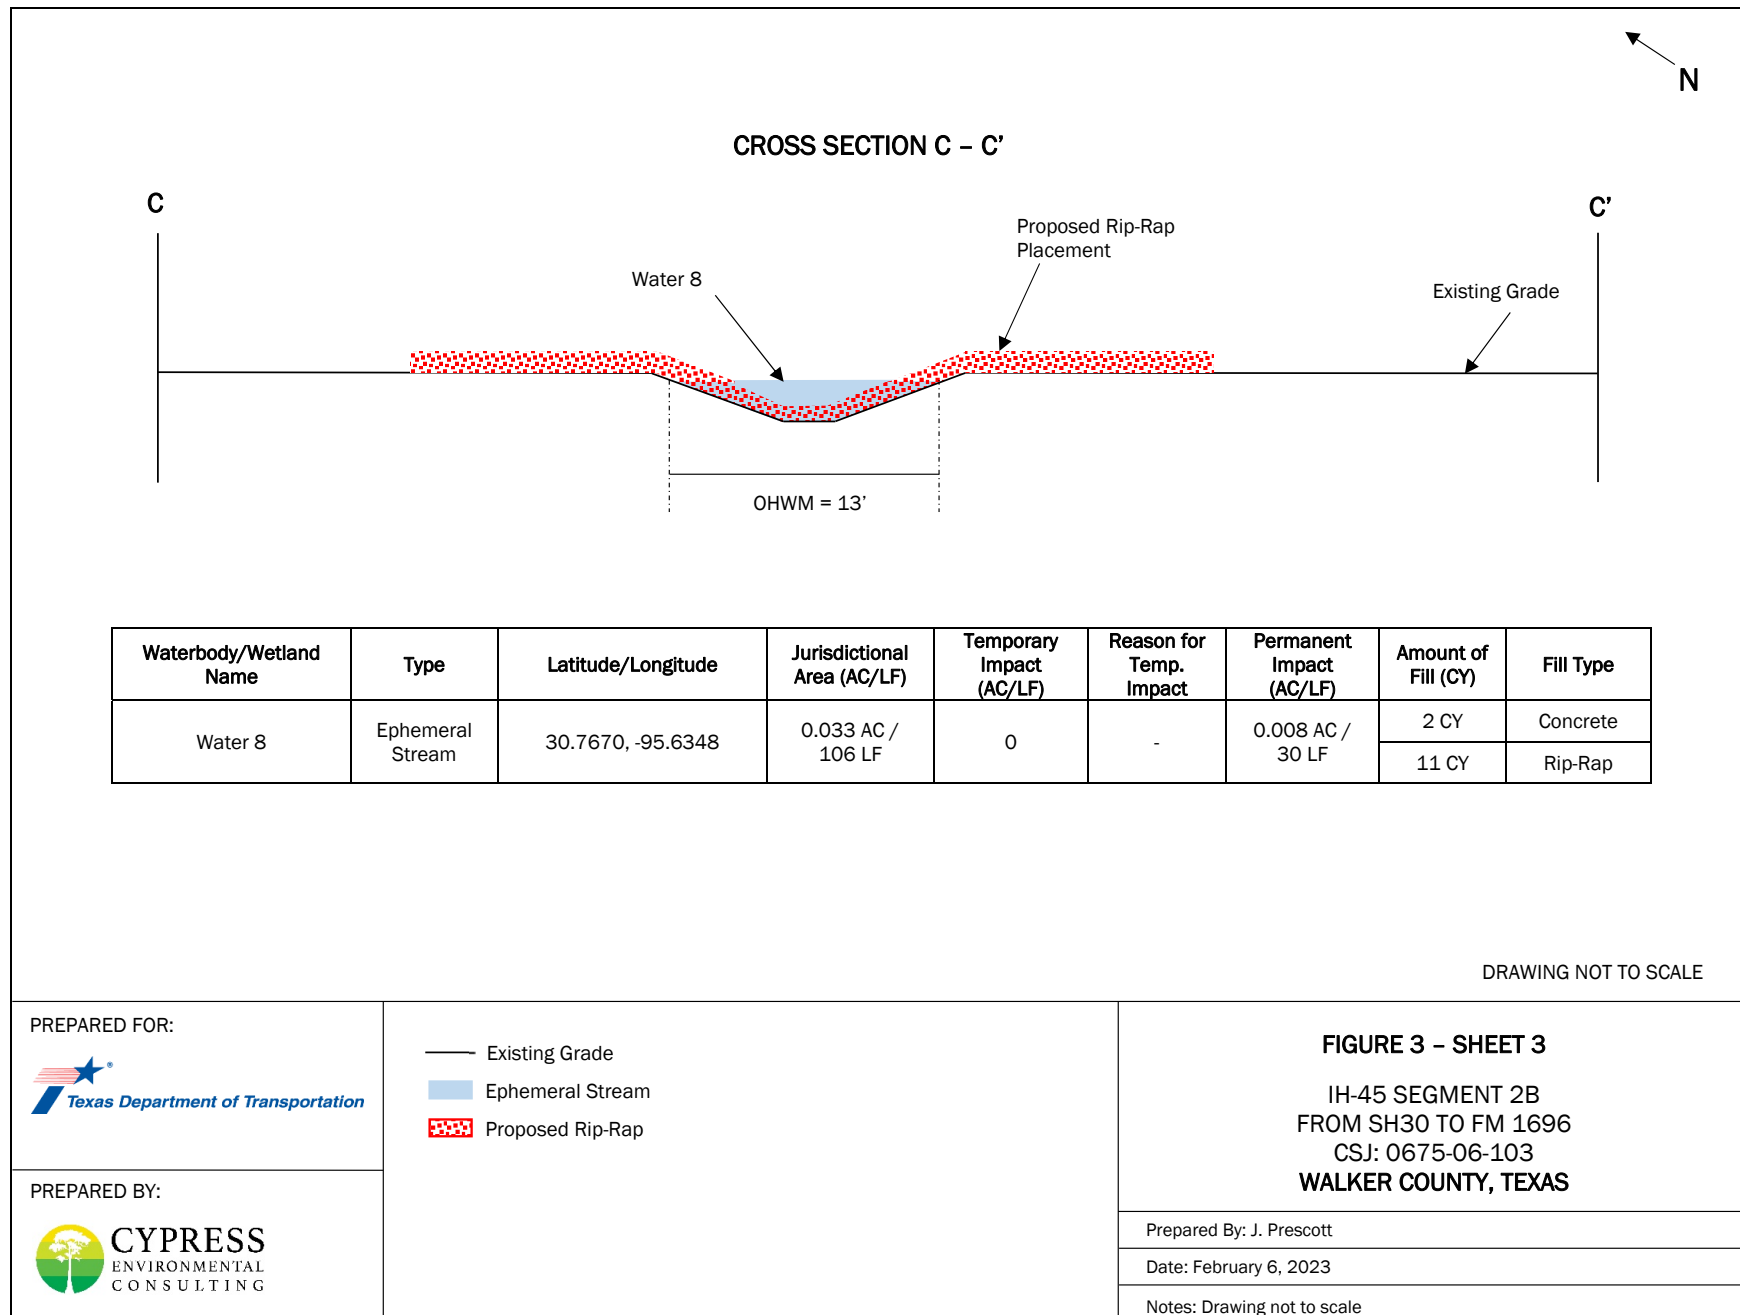 N
CROSS SECTION C – C’
C
C’
Proposed Rip-Rap
Placement
Water 8
Existing Grade
OHWM = 13’
Waterbody/Wetland
Name
Type
Latitude/Longitude
Jurisdictional
Area (AC/LF)
Temporary
Impact
(AC/LF)
Reason for
Temp.
Impact
Permanent
Impact
(AC/LF)
Amount of
Fill (CY)
Fill Type
Water 8
Ephemeral
Stream
30.7670, -95.6348
0.033 AC /
106 LF
0
-
0.008 AC /
30 LF
2 CY
Concrete
11 CY
Rip-Rap
DRAWING NOT TO SCALE
PREPARED FOR:
Texas Department of Transportation
®
PREPARED BY:
CYPRESS
ENVIRONMENTAL
CONSULTING
Existing Grade
Ephemeral Stream
Proposed Rip-Rap
FIGURE 3 – SHEET 3
IH-45 SEGMENT 2B
FROM SH30 TO FM 1696
CSJ: 0675-06-103
WALKER COUNTY, TEXAS
Prepared By: J. Prescott
Date: February 6, 2023
Notes: Drawing not to scale